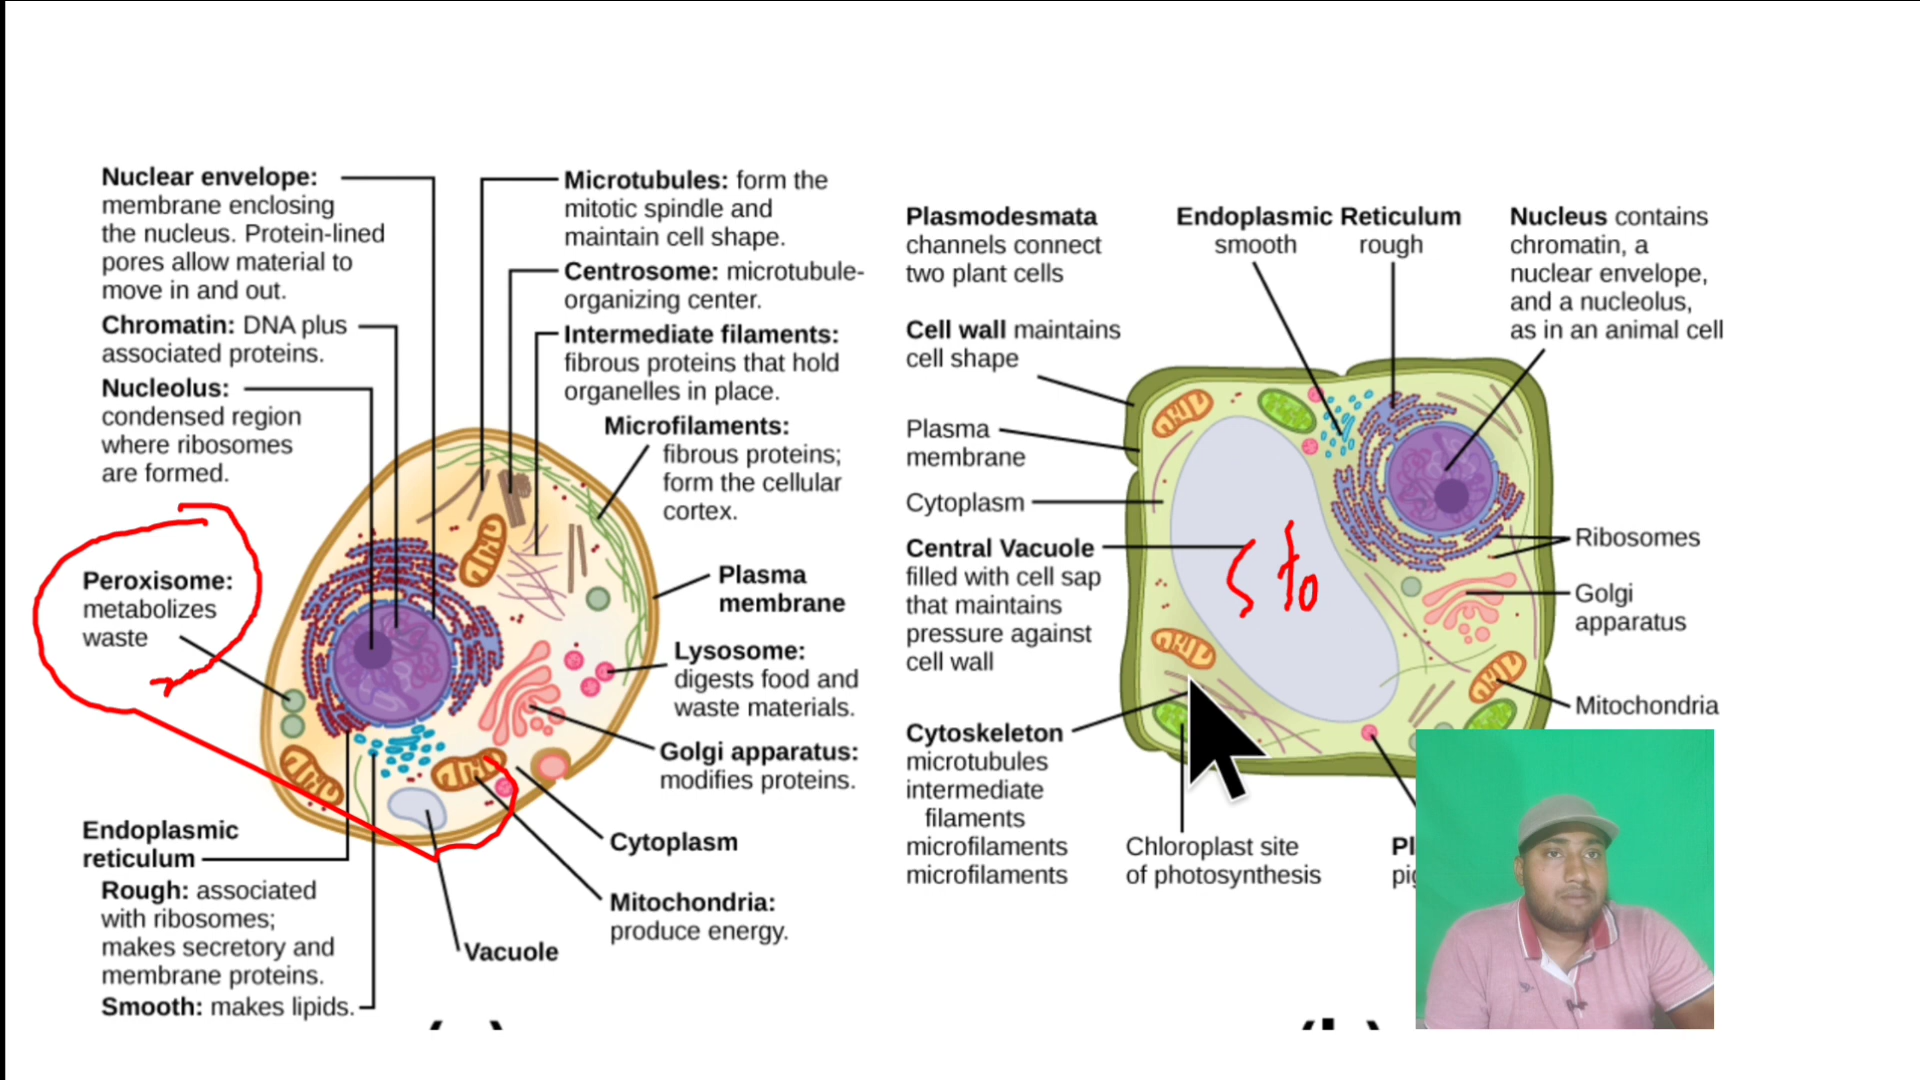 Nuclear envelope:
membrane enclosing
the nucleus. Protein-lined
pores allow material to
move in and out.
Chromatin: DNA plus
associated proteins.
Nucleolus:
condensed region
where ribosomes
are formed.
Peroxisome:
metabolizes
waste
Endoplasmic
reticulum
Rough: associated
with ribosomes;
makes secretory and
membrane proteins.
Smooth: makes lipids.
Microtubules: form the
mitotic spindle and
maintain cell shape.
Centrosome: microtubule-
organizing center.
Intermediate filaments:
fibrous proteins that hold
organelles in place.
Microfilaments:
fibrous proteins;
form the cellular
cortex.
Plasma
membrane
Lysosome:
digests food and
waste materials.
Golgi apparatus:
modifies proteins.
Cytoplasm
Mitochondria:
produce energy.
Vacuole
Plasmodesmata
channels connect
two plant cells
Cell wall maintains
cell shape
Plasma
membrane
Cytoplasm
Central Vacuole
filled with cell sap
that maintains
pressure against
cell wall
Cytoskeleton
microtubules
intermediate
filaments
microfilaments
microfilaments
Endoplasmic Reticulum
smooth rough
Nucleus contains
chromatin, a
nuclear envelope,
and a nucleolus,
as in an animal cell
Ribosomes
Golgi
apparatus
Mitochondria
Chloroplast site
of photosynthesis
sto